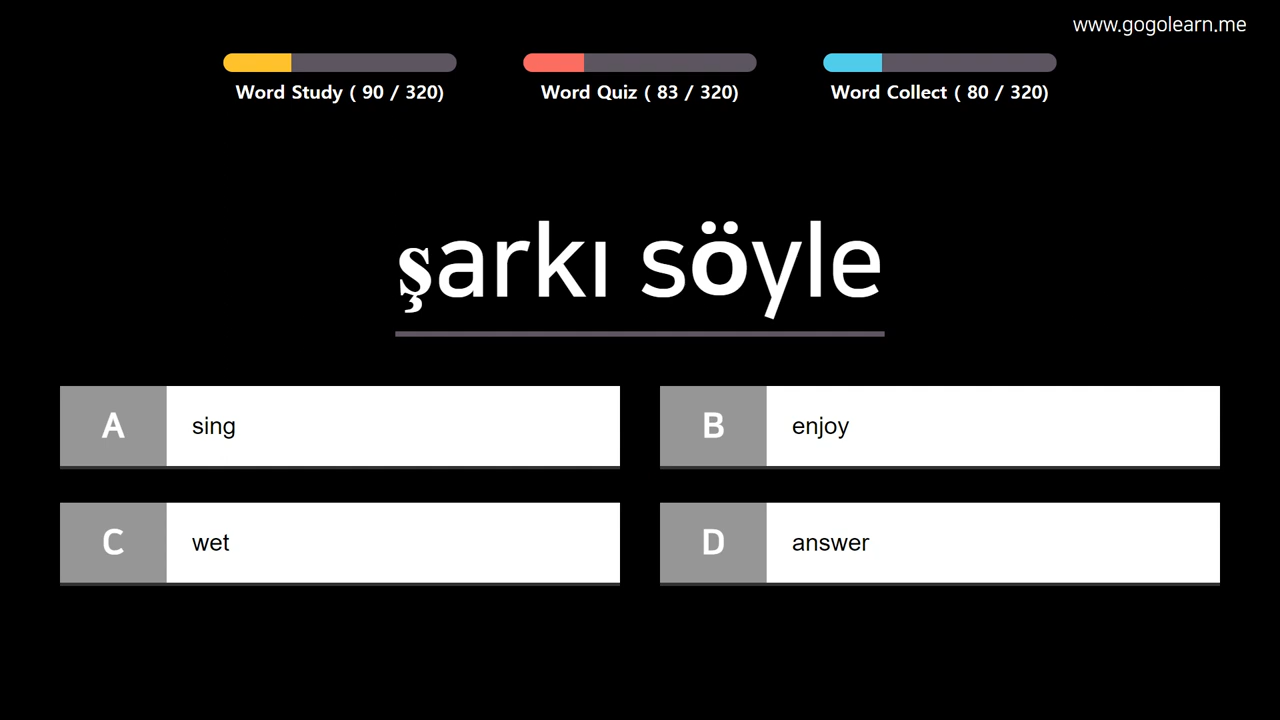 www.gogolearn.me
Word Study ( 90 / 320)
Word Quiz ( 83 / 320)
Word Collect ( 80 / 320)
şarkı söyle
A sing
B enjoy
C wet
D answer